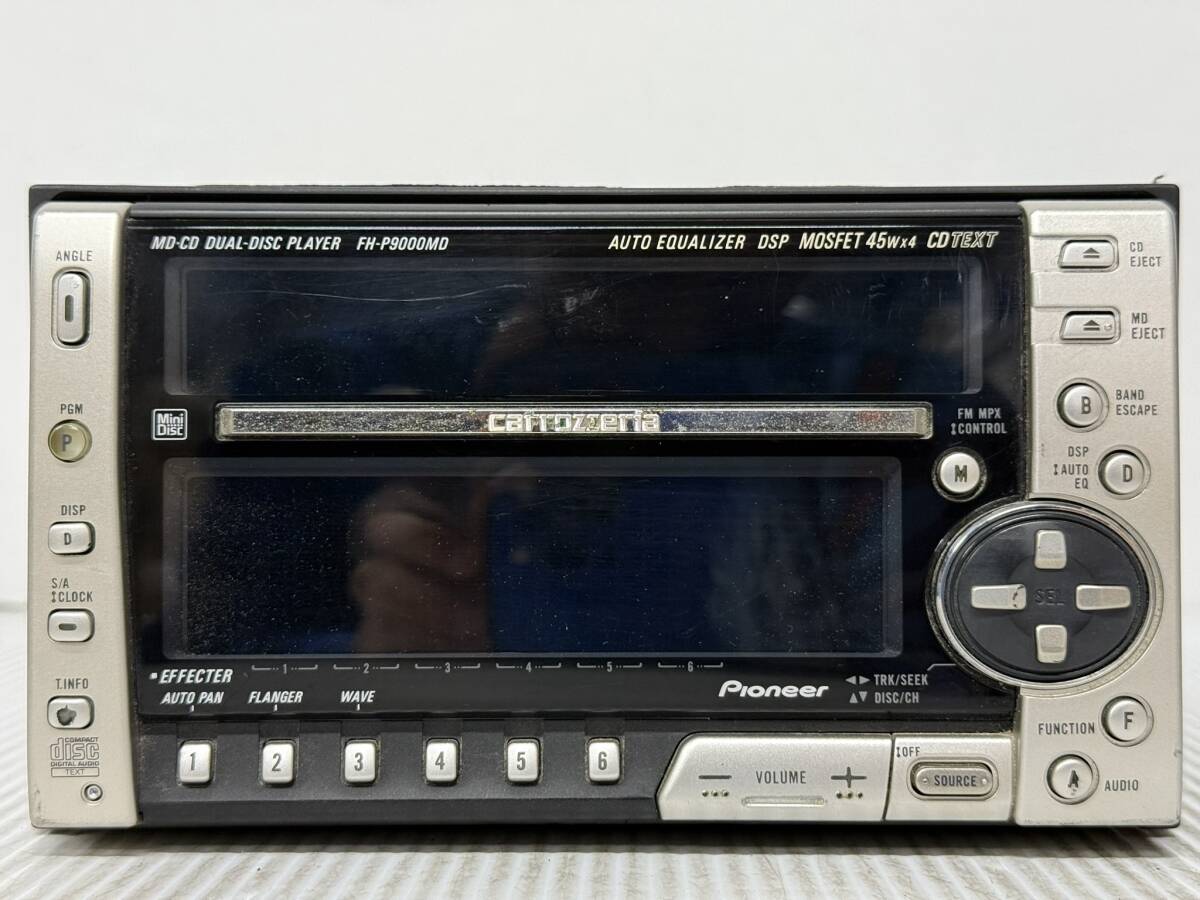 MD·CD DUAL-DISC PLAYER FH-P9000MD
AUTO EQUALIZER DSP MOSFET 45W×4 CD TEXT
ANGLE
PGM
P
DISP
D
S/A
↕CLOCK
T.INFO
COMPACT
disc
DIGITAL AUDIO
TEXT
Mini
Disc
carrozzeria
FM MPX
↕CONTROL
M
CD
EJECT
MD
EJECT
B
BAND
ESCAPE
DSP
↕AUTO
EQ
D
SEL
1 2 3 4 5 6
EFFECTER
AUTO PAN FLANGER WAVE
Pioneer
◀▶TRK/SEEK
▲▼DISC/CH
1 2 3 4 5 6
– VOLUME +
↕OFF
SOURCE
FUNCTION F
A AUDIO